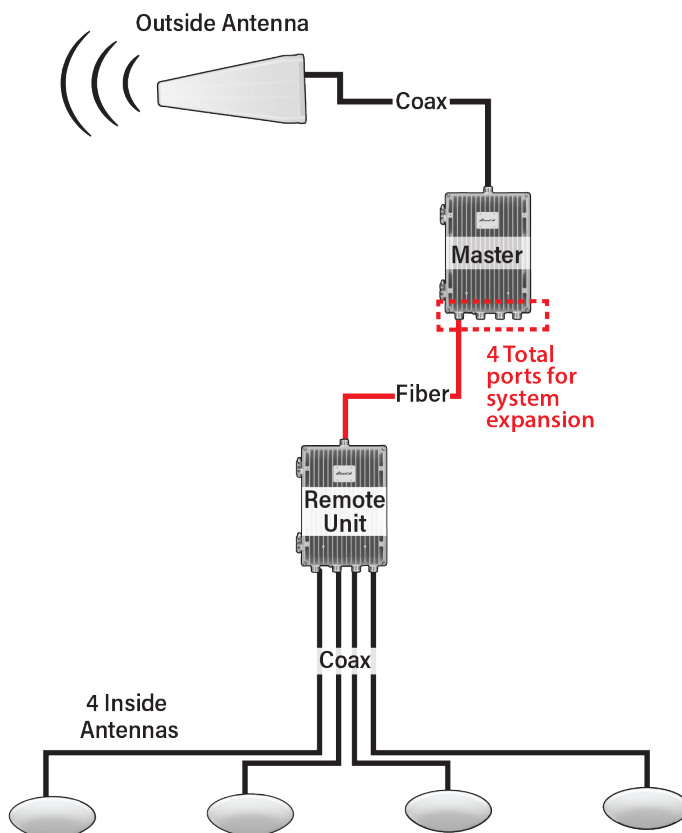 Outside Antenna
Coax
Master
4 Total
ports for
system
expansion
Fiber
Remote
Unit
Coax
4 Inside
Antennas